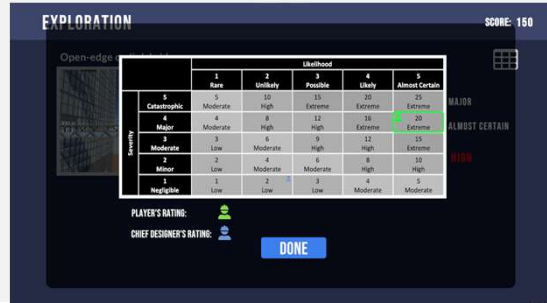 EXPLORATION
SCORE: 150
Open-edge
Likelihood
1 2 3 4 5
Rare Unlikely Possible Likely Almost Certain
Severity
5 5 10 15 20 25
Catastrophic Moderate High Extreme Extreme Extreme
MAJOR
4 4 8 12 16 20
Major Moderate High High Extreme Extreme
ALMOST CERTAIN
3 3 6 9 12 15
Moderate Low Moderate High High Extreme
HIGH
2 2 4 6 8 10
Minor Low Moderate Moderate High High
1 1 2 3 4 5
Negligible Low Low Low Moderate Moderate
PLAYER'S RATING:
CHIEF DESIGNER'S RATING:
DONE